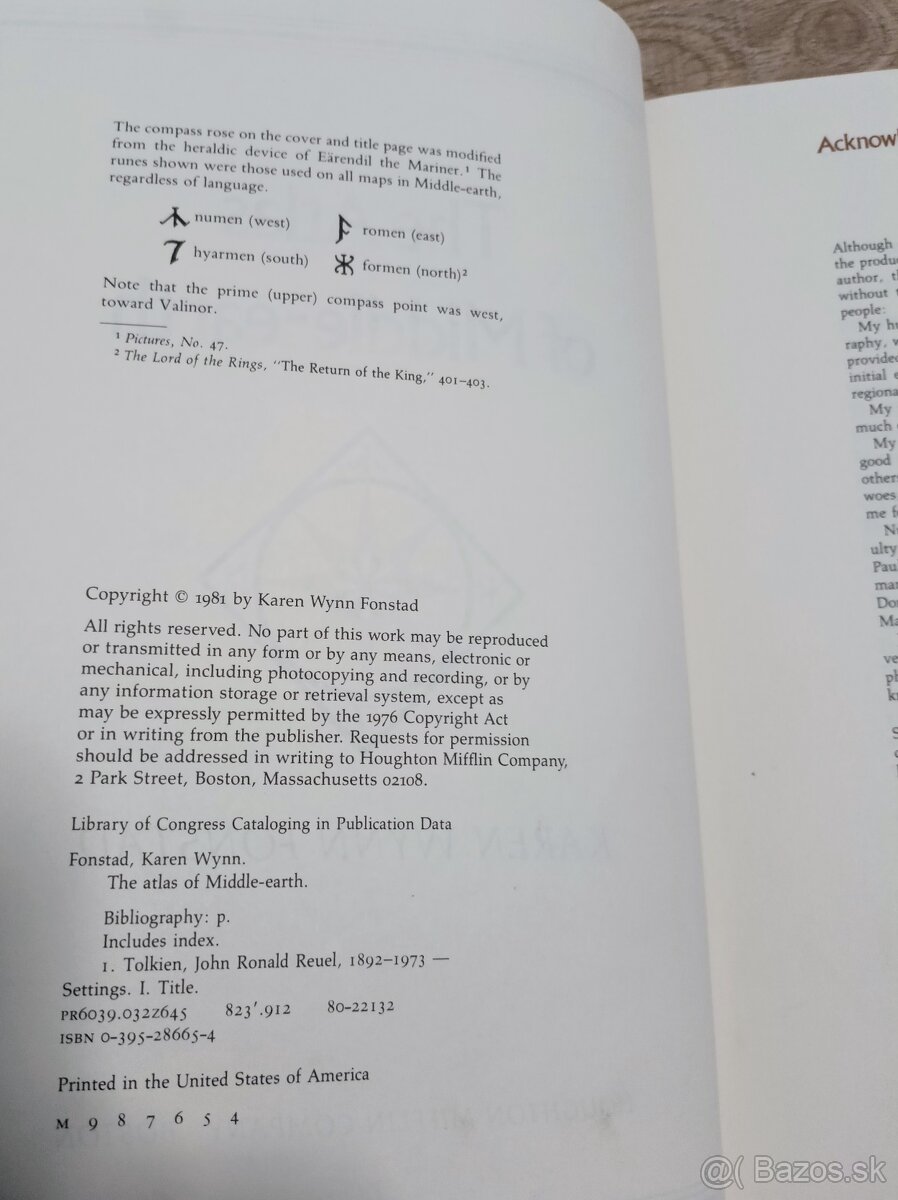 The compass rose on the cover and title page was modified
from the heraldic device of Eärendil the Mariner.¹ The
runes shown were those used on all maps in Middle-earth,
regardless of language.
numen (west) romen (east)
hyarmen (south) formen (north)²
Note that the prime (upper) compass point was west,
toward Valinor.
¹ Pictures, No. 47.
² The Lord of the Rings, "The Return of the King," 401–403.
Copyright © 1981 by Karen Wynn Fonstad
All rights reserved. No part of this work may be reproduced
or transmitted in any form or by any means, electronic or
mechanical, including photocopying and recording, or by
any information storage or retrieval system, except as
may be expressly permitted by the 1976 Copyright Act
or in writing from the publisher. Requests for permission
should be addressed in writing to Houghton Mifflin Company,
2 Park Street, Boston, Massachusetts 02108.
Library of Congress Cataloging in Publication Data
Fonstad, Karen Wynn.
The atlas of Middle-earth.
Bibliography: p.
Includes index.
1. Tolkien, John Ronald Reuel, 1892–1973 —
Settings. I. Title.
PR6039.032Z645 823'.912 80-22132
ISBN 0-395-28665-4
Printed in the United States of America
M 9 8 7 6 5 4
Acknow
Although
the produ
author, t
without t
people:
My hu
raphy, w
provided
initial e
regiona
My
much
My
good
others
woes
me f
N
ulty
Pau
mar
Do
Ma
ve
ph
k
S
@( Bazos.sk